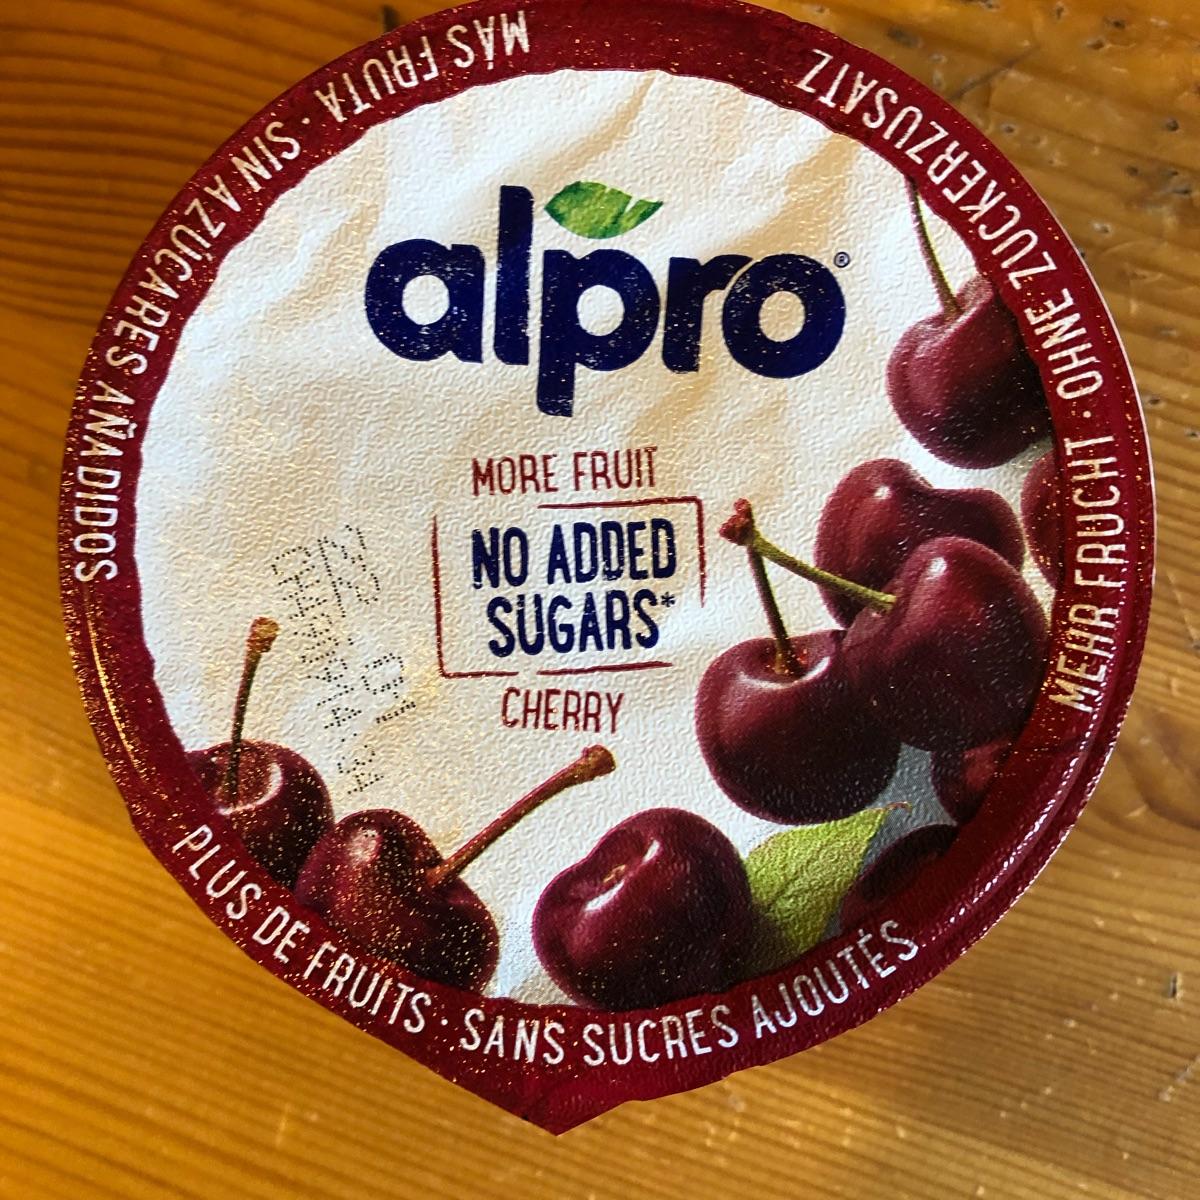 alpro®
MORE FRUIT
NO ADDED
SUGARS*
CHERRY
MÁS FRUTA · SIN AZUCARES AÑADIDOS
MEHR FRUCHT · OHNE ZUCKERZUSATZ
PLUS DE FRUITS · SANS SUCRES AJOUTÉS